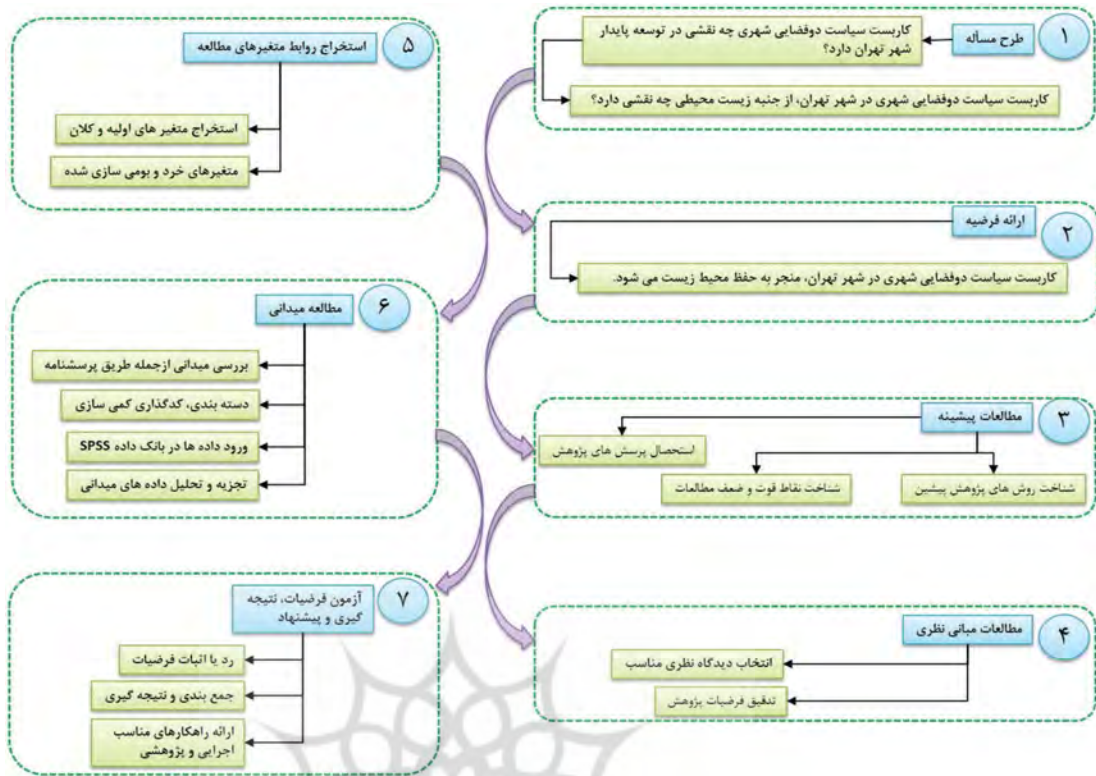 ۱
طرح مسأله
کاربست سیاست دوفضایی شهری چه نقشی در توسعه پایدار
شهر تهران دارد؟
کاربست سیاست دوفضایی شهری در شهر تهران، از جنبه زیست محیطی چه نقشی دارد؟
۲
ارائه فرضیه
کاربست سیاست دوفضایی شهری در شهر تهران، منجر به حفظ محیط زیست می شود.
۳
مطالعات پیشینه
استحصال پرسش های پژوهش
شناخت روش های پژوهش پیشین
شناخت نقاط قوت و ضعف مطالعات
۴
مطالعات مبانی نظری
انتخاب دیدگاه نظری مناسب
تدقیق فرضیات پژوهش
۵
استخراج روابط متغیرهای مطالعه
استخراج متغیر های اولیه و کلان
متغیرهای خرد و بومی سازی شده
۶
مطالعه میدانی
بررسی میدانی ازجمله طریق پرسشنامه
دسته بندی، کدگذاری کمی سازی
ورود داده ها در بانک داده SPSS
تجزیه و تحلیل داده های میدانی
۷
آزمون فرضیات، نتیجه
گیری و پیشنهاد
رد یا اثبات فرضیات
جمع بندی و نتیجه گیری
ارائه راهکارهای مناسب
اجرایی و پژوهشی